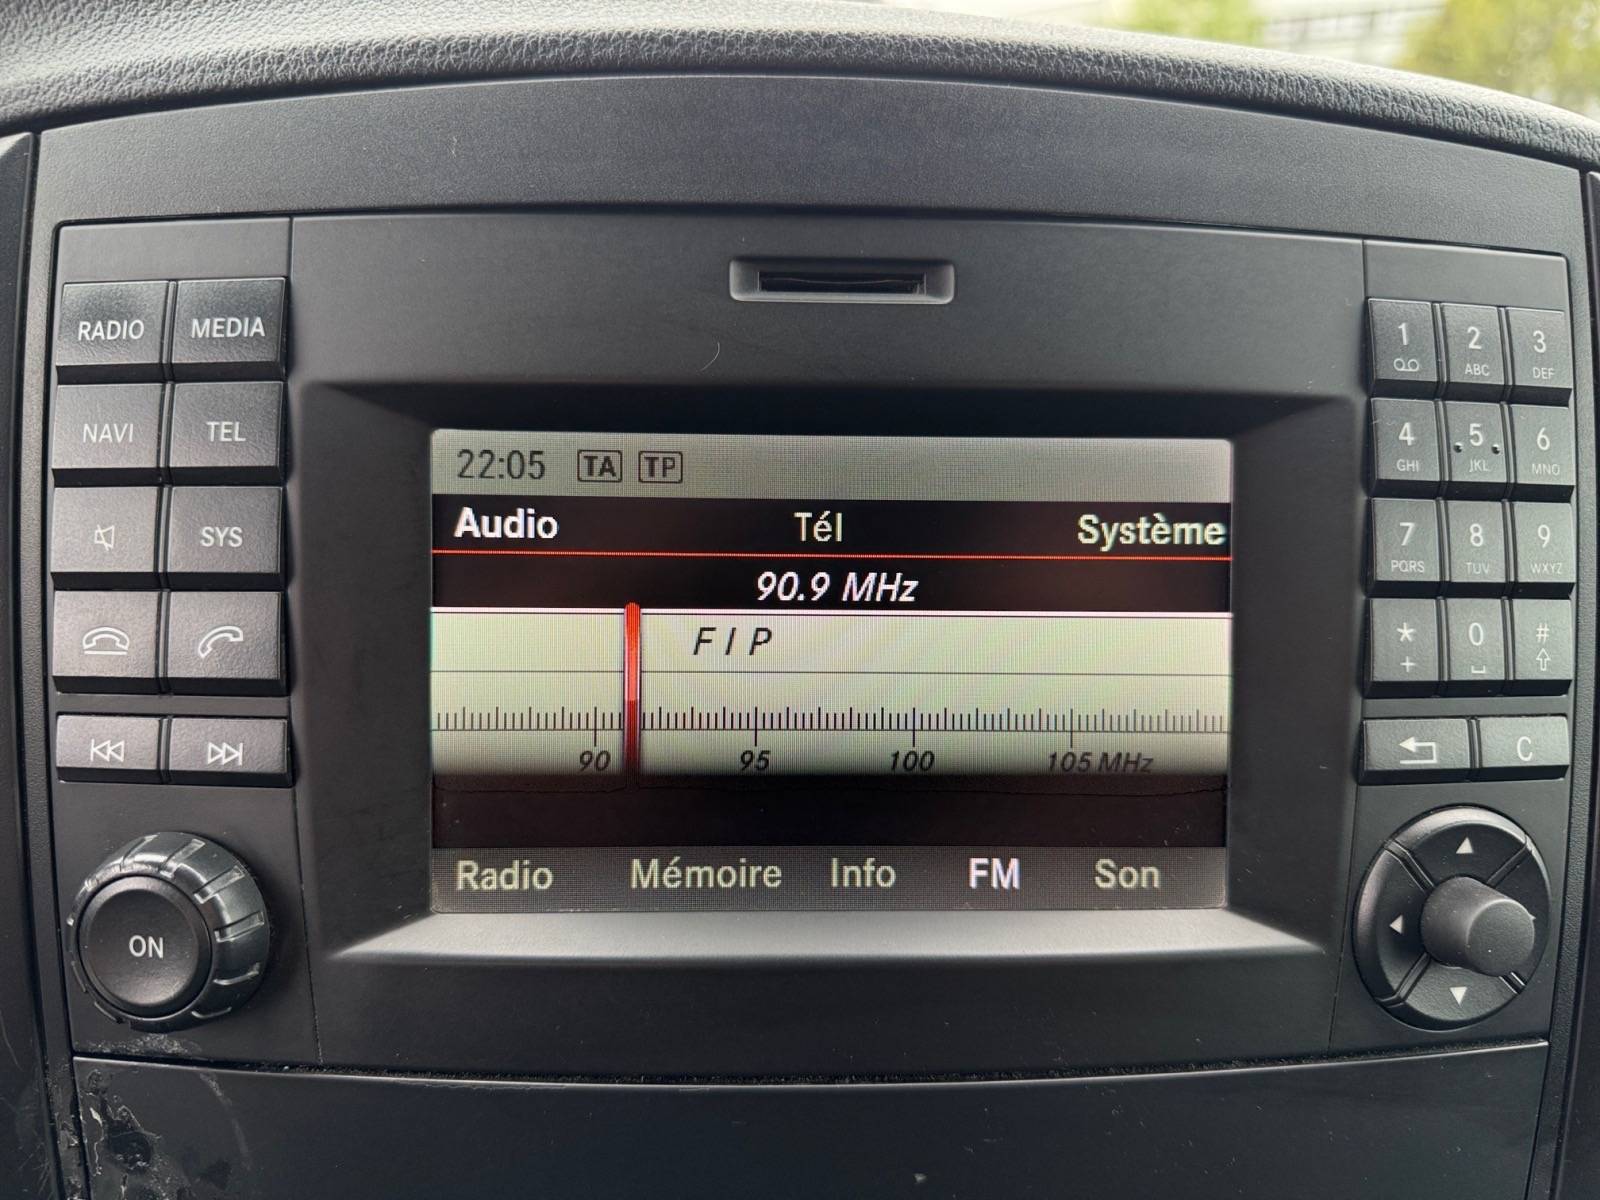 RADIO MEDIA
NAVI TEL
SYS
ON
22:05 TA TP
Audio Tél Système
90.9 MHz
FIP
90 95 100 105 MHz
Radio Mémoire Info FM Son
1 2 3
ABC DEF
4 5 6
GHI JKL MNO
7 8 9
PQRS TUV WXYZ
* 0 #
+
C